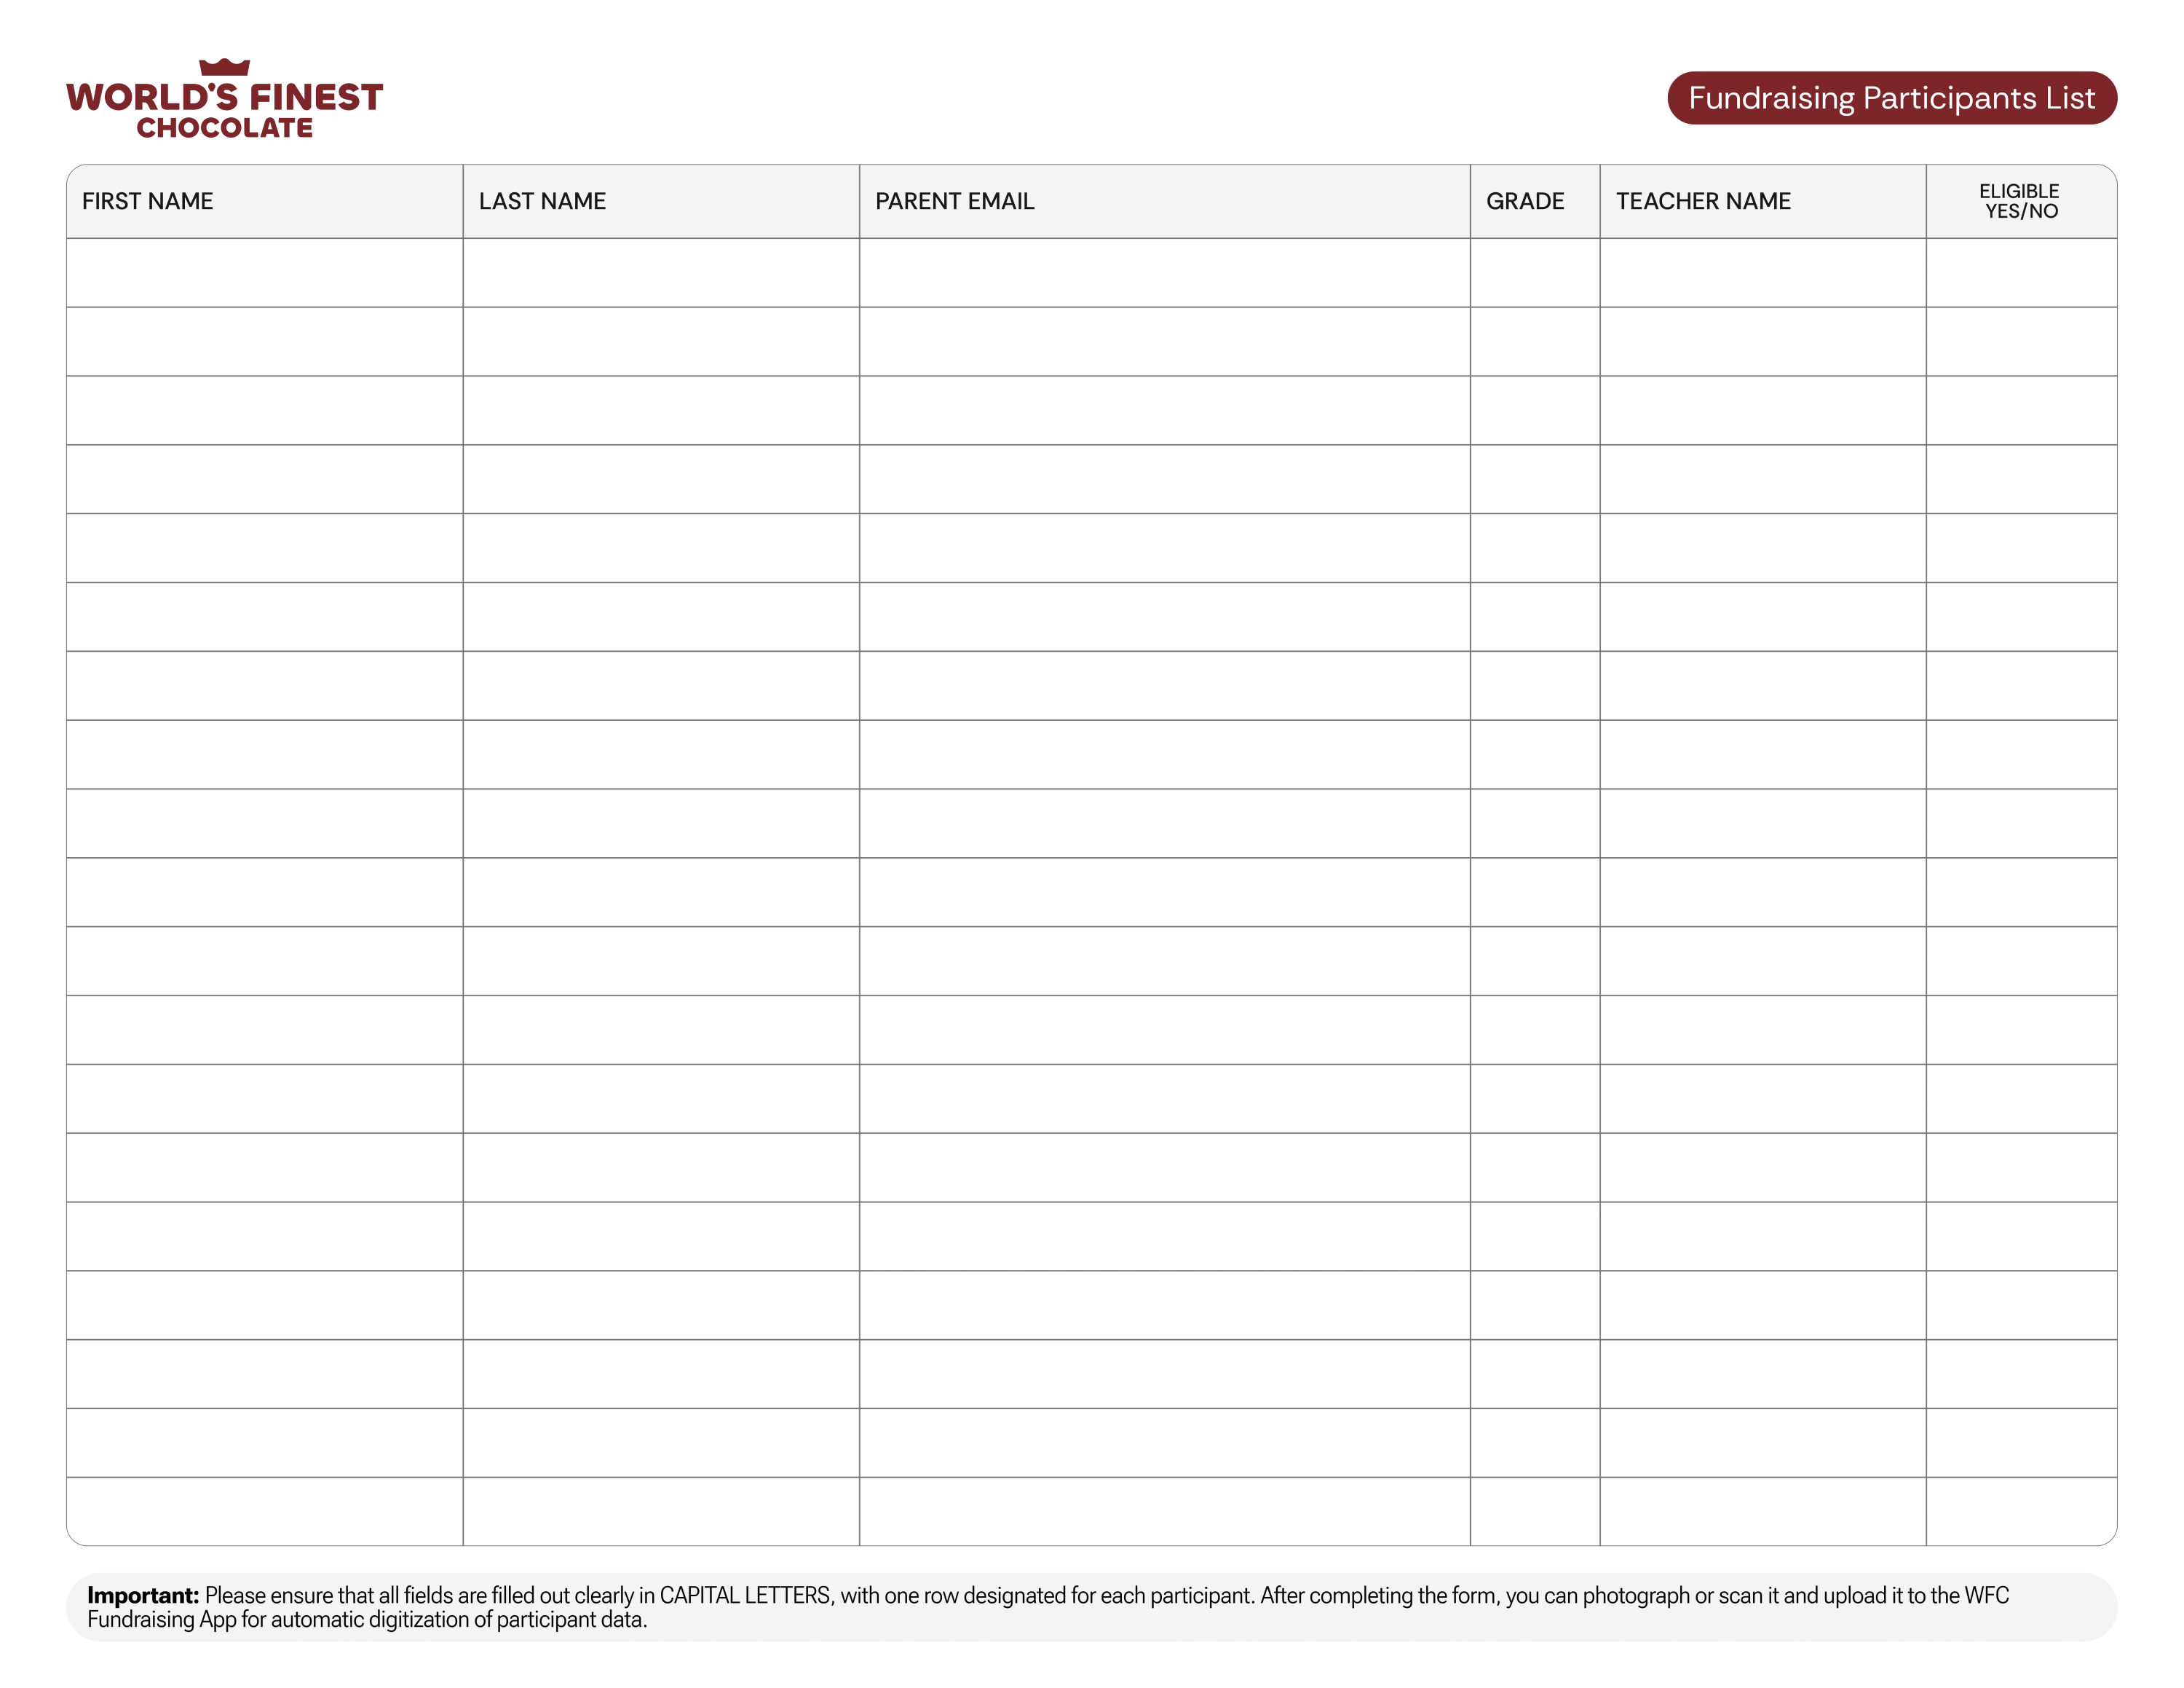 WORLD'S FINEST
CHOCOLATE
Fundraising Participants List
FIRST NAME
LAST NAME
PARENT EMAIL
GRADE
TEACHER NAME
ELIGIBLE
YES/NO
Important: Please ensure that all fields are filled out clearly in CAPITAL LETTERS, with one row designated for each participant. After completing the form, you can photograph or scan it and upload it to the WFC
Fundraising App for automatic digitization of participant data.